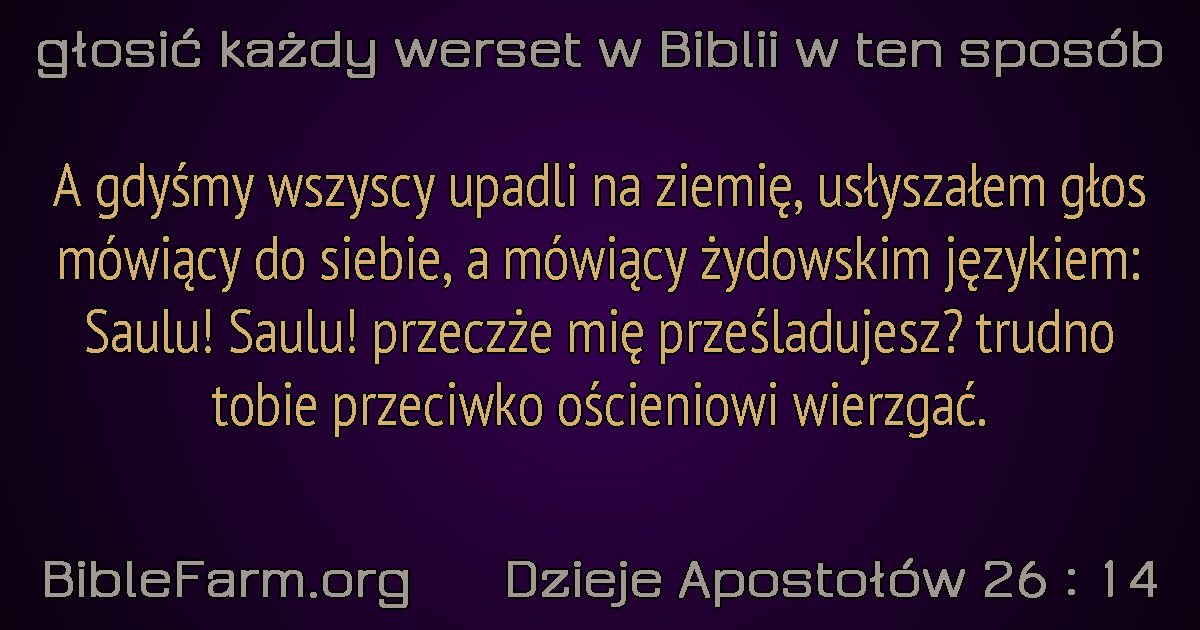 głosić każdy werset w Biblii w ten sposób
A gdyśmy wszyscy upadli na ziemię, usłyszałem głos
mówiący do siebie, a mówiący żydowskim językiem:
Saulu! Saulu! przeczże mię prześladujesz? trudno
tobie przeciwko ościeniowi wierzgać.
BibleFarm.org Dzieje Apostołów 26 : 14